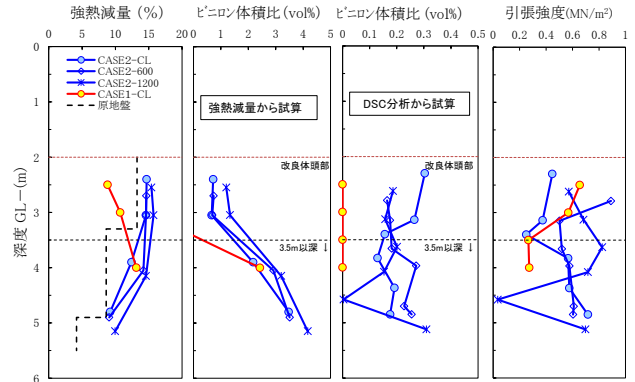 強熱減量 (%)
0 5 10 15 20
ﾋﾞﾆﾛﾝ体積比(vol%)
0 1 2 3 4 5
ﾋﾞﾆﾛﾝ体積比(vol%)
0 0.1 0.2 0.3 0.4 0.5
引張強度(MN/m²)
0 0.3 0.6 0.9
深度 GL－(m)
0
1
2
3
4
5
6
CASE2-CL
CASE2-600
CASE2-1200
CASE1-CL
原地盤
強熱減量から試算
改良体頭部
3.5m以深 ↓
DSC分析から試算
改良体頭部
3.5m以深 ↓